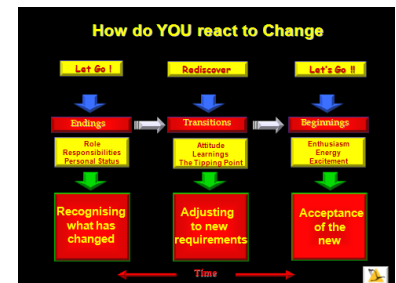 How do YOU react to Change
Let Go !
Rediscover
Let's Go !!
Endings
Transitions
Beginnings
Role
Responsibilities
Personal Status
Attitude
Learnings
The Tipping Point
Enthusiasm
Energy
Excitement
Recognising
what has
changed
Adjusting
to new
requirements
Acceptance
of the
new
Time